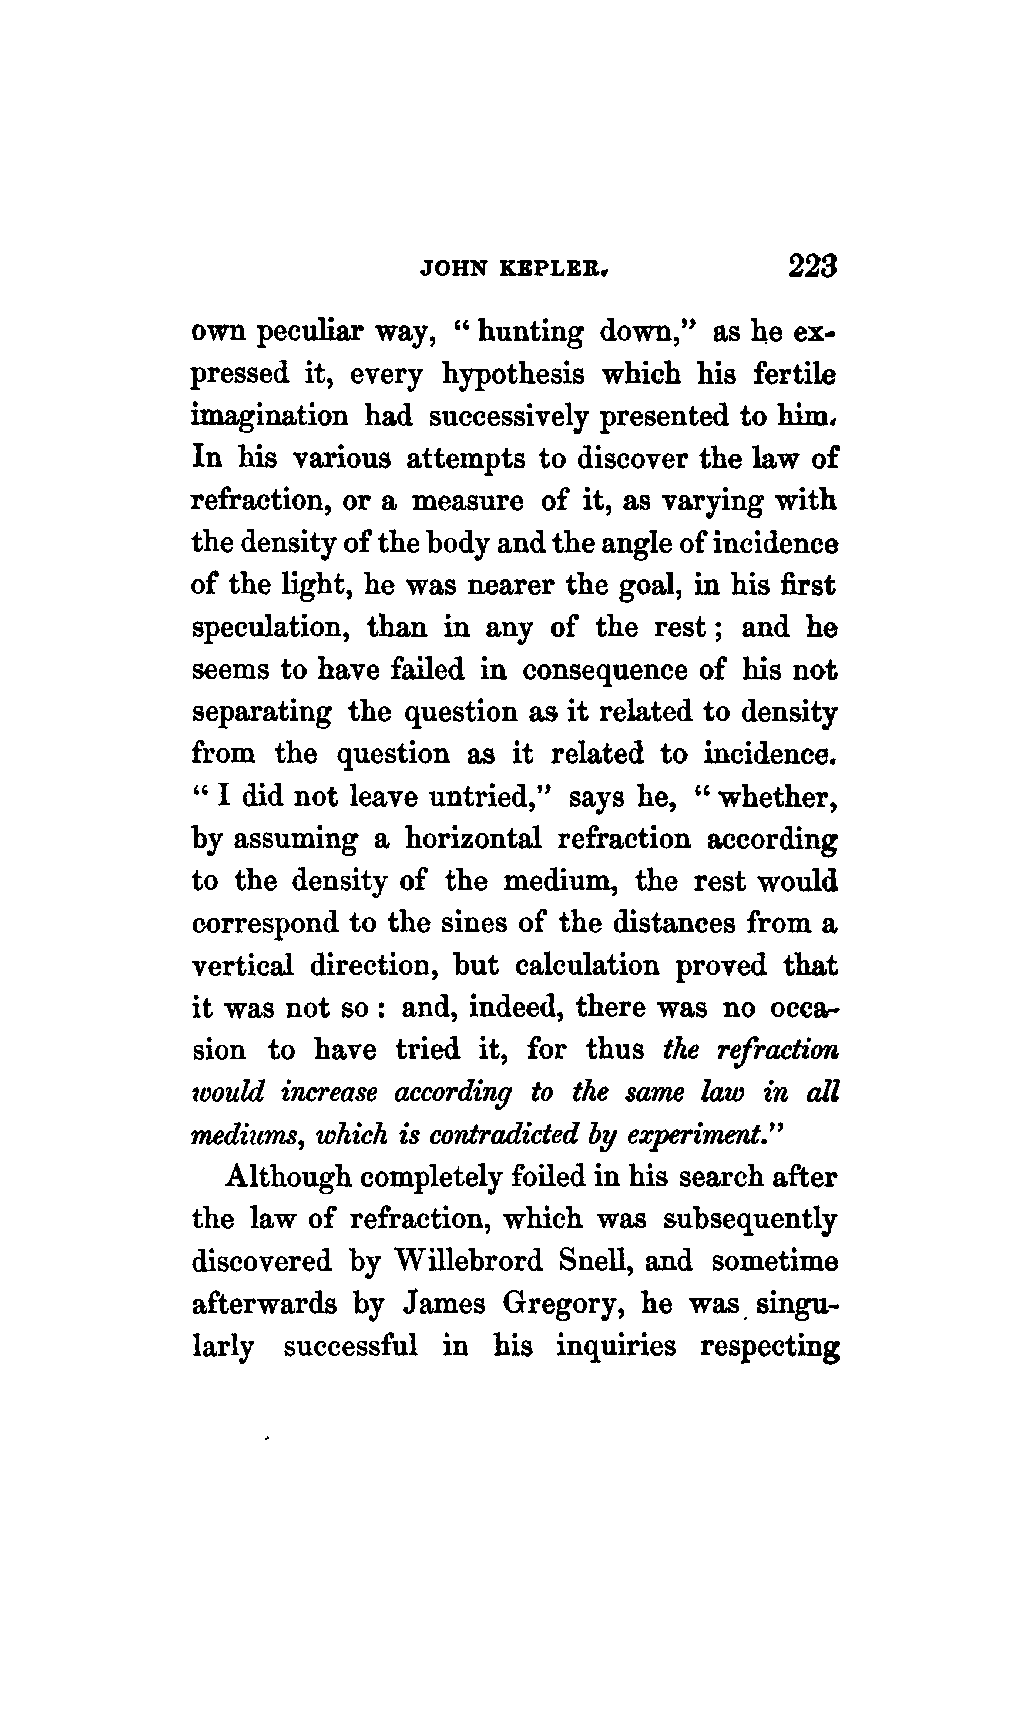 JOHN KEPLER. 223
own peculiar way, “ hunting down,” as he ex-
pressed it, every hypothesis which his fertile
imagination had successively presented to him.
In his various attempts to discover the law of
refraction, or a measure of it, as varying with
the density of the body and the angle of incidence
of the light, he was nearer the goal, in his first
speculation, than in any of the rest ; and he
seems to have failed in consequence of his not
separating the question as it related to density
from the question as it related to incidence.
“ I did not leave untried,” says he, “ whether,
by assuming a horizontal refraction according
to the density of the medium, the rest would
correspond to the sines of the distances from a
vertical direction, but calculation proved that
it was not so : and, indeed, there was no occa-
sion to have tried it, for thus the refraction
would increase according to the same law in all
mediums, which is contradicted by experiment.”
Although completely foiled in his search after
the law of refraction, which was subsequently
discovered by Willebrord Snell, and sometime
afterwards by James Gregory, he was singu-
larly successful in his inquiries respecting